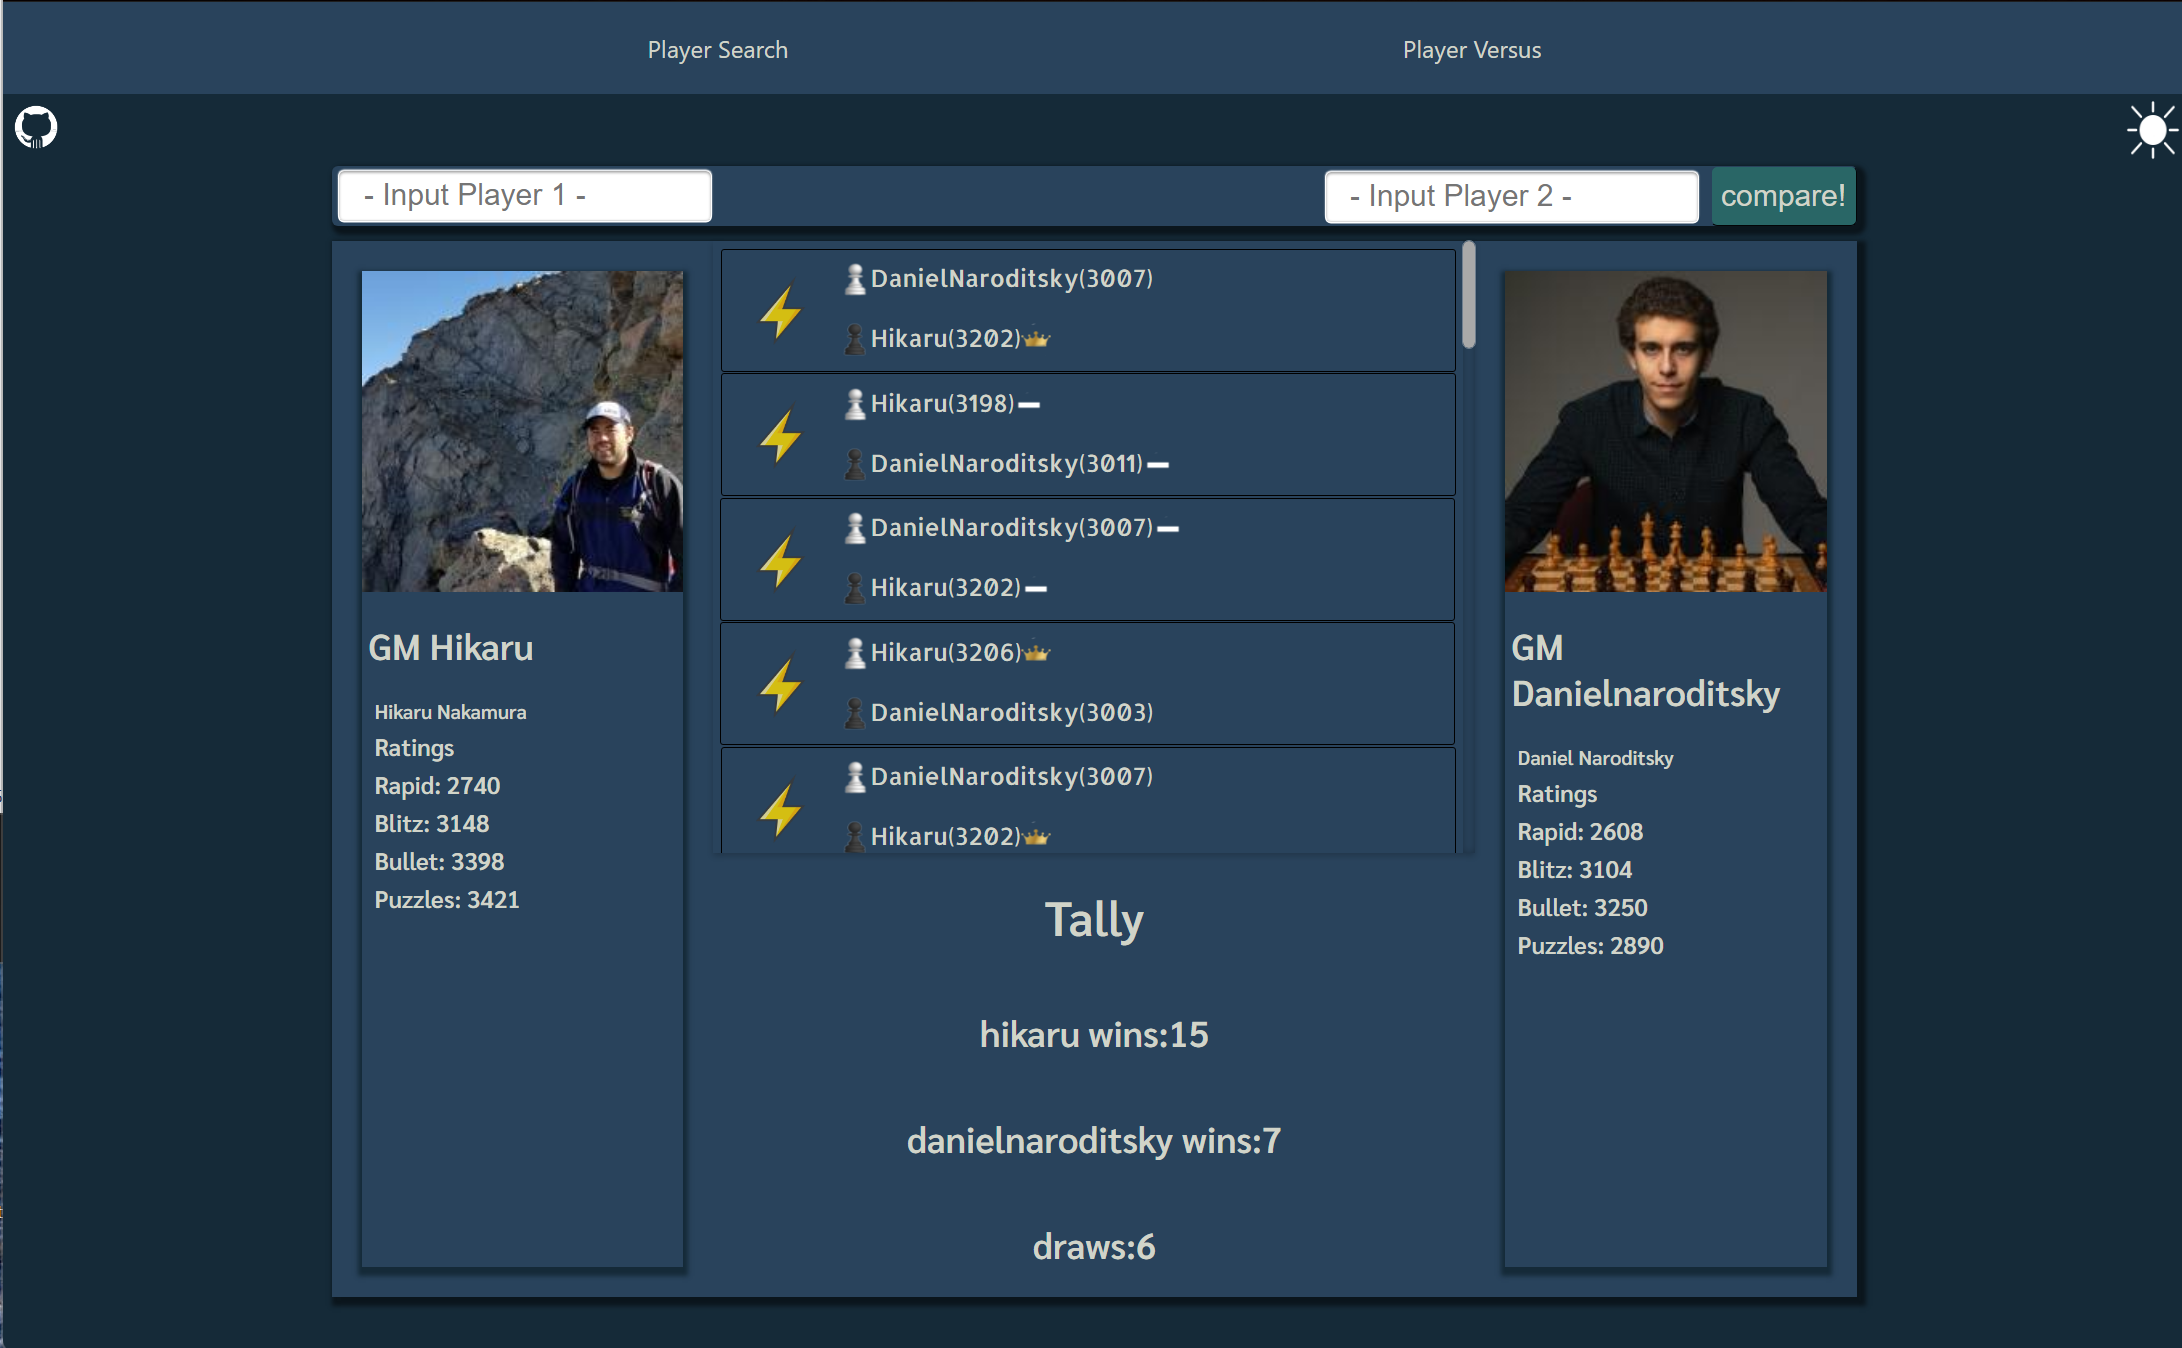 Player Search
Player Versus
- Input Player 1 -
- Input Player 2 -
compare!
GM Hikaru
Hikaru Nakamura
Ratings
Rapid: 2740
Blitz: 3148
Bullet: 3398
Puzzles: 3421
DanielNaroditsky(3007)
Hikaru(3202)
Hikaru(3198)
DanielNaroditsky(3011)
DanielNaroditsky(3007)
Hikaru(3202)
Hikaru(3206)
DanielNaroditsky(3003)
DanielNaroditsky(3007)
Hikaru(3202)
Tally
hikaru wins:15
danielnaroditsky wins:7
draws:6
GM
Danielnaroditsky
Daniel Naroditsky
Ratings
Rapid: 2608
Blitz: 3104
Bullet: 3250
Puzzles: 2890